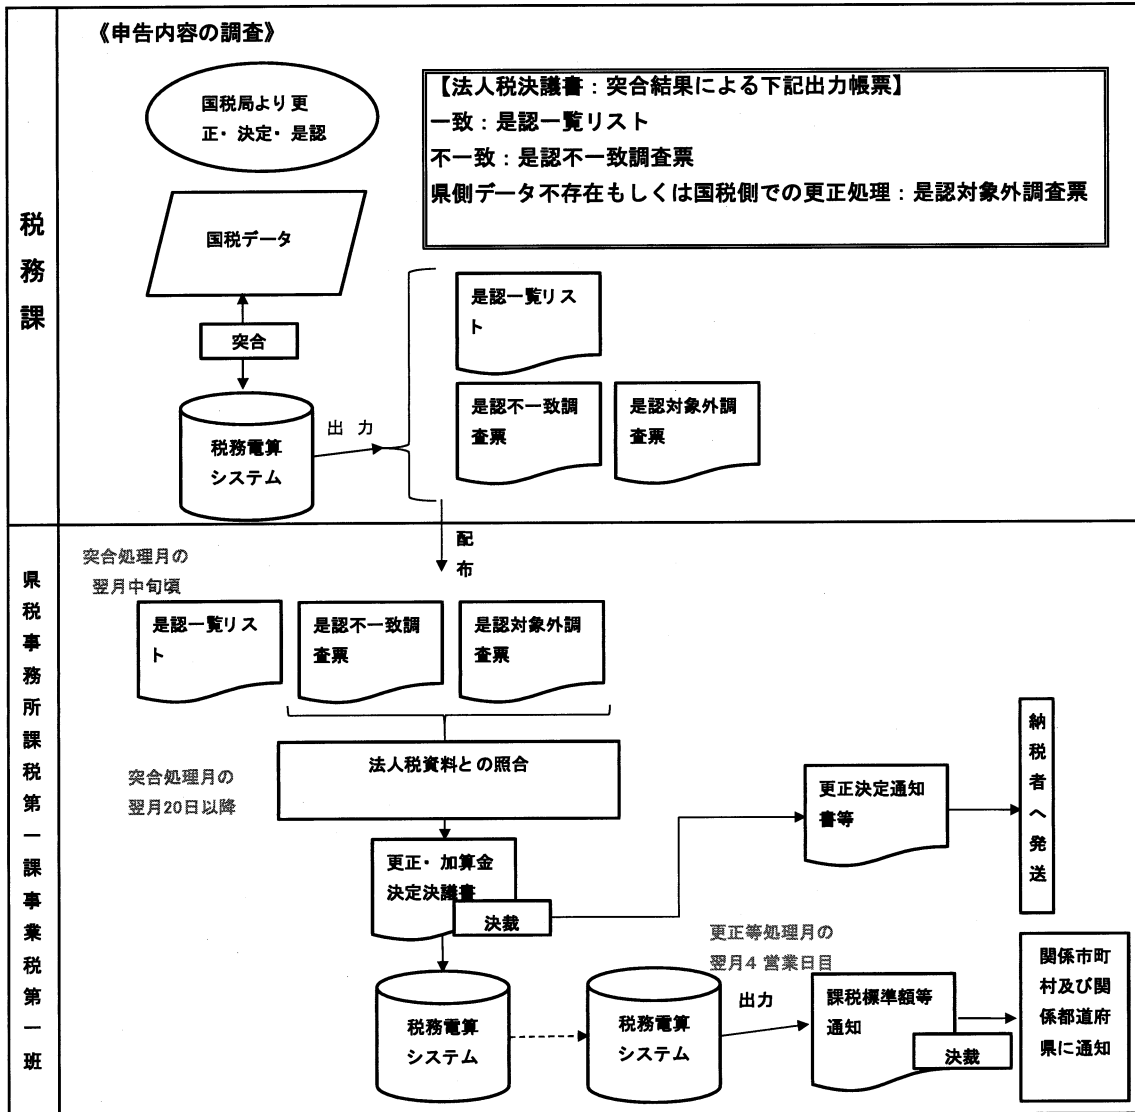 《申告内容の調査》
国税局より更
正・決定・是認
【法人税決議書：突合結果による下記出力帳票】
一致：是認一覧リスト
不一致：是認不一致調査票
県側データ不存在もしくは国税側での更正処理：是認対象外調査票
税務課
国税データ
突合
税務電算
システム
出 力
是認一覧リス
ト
是認不一致調
査票
是認対象外調
査票
配布
県税事務所課税第一課事業税第一班
突合処理月の
翌月中旬頃
是認一覧リス
ト
是認不一致調
査票
是認対象外調
査票
突合処理月の
翌月20日以降
法人税資料との照合
更正・加算金
決定決議書
決裁
更正決定通知
書等
納税者へ発送
税務電算
システム
税務電算
システム
更正等処理月の
翌月4 営業日目
出力
課税標準額等
通知
決裁
関係市町
村及び関
係都道府
県に通知